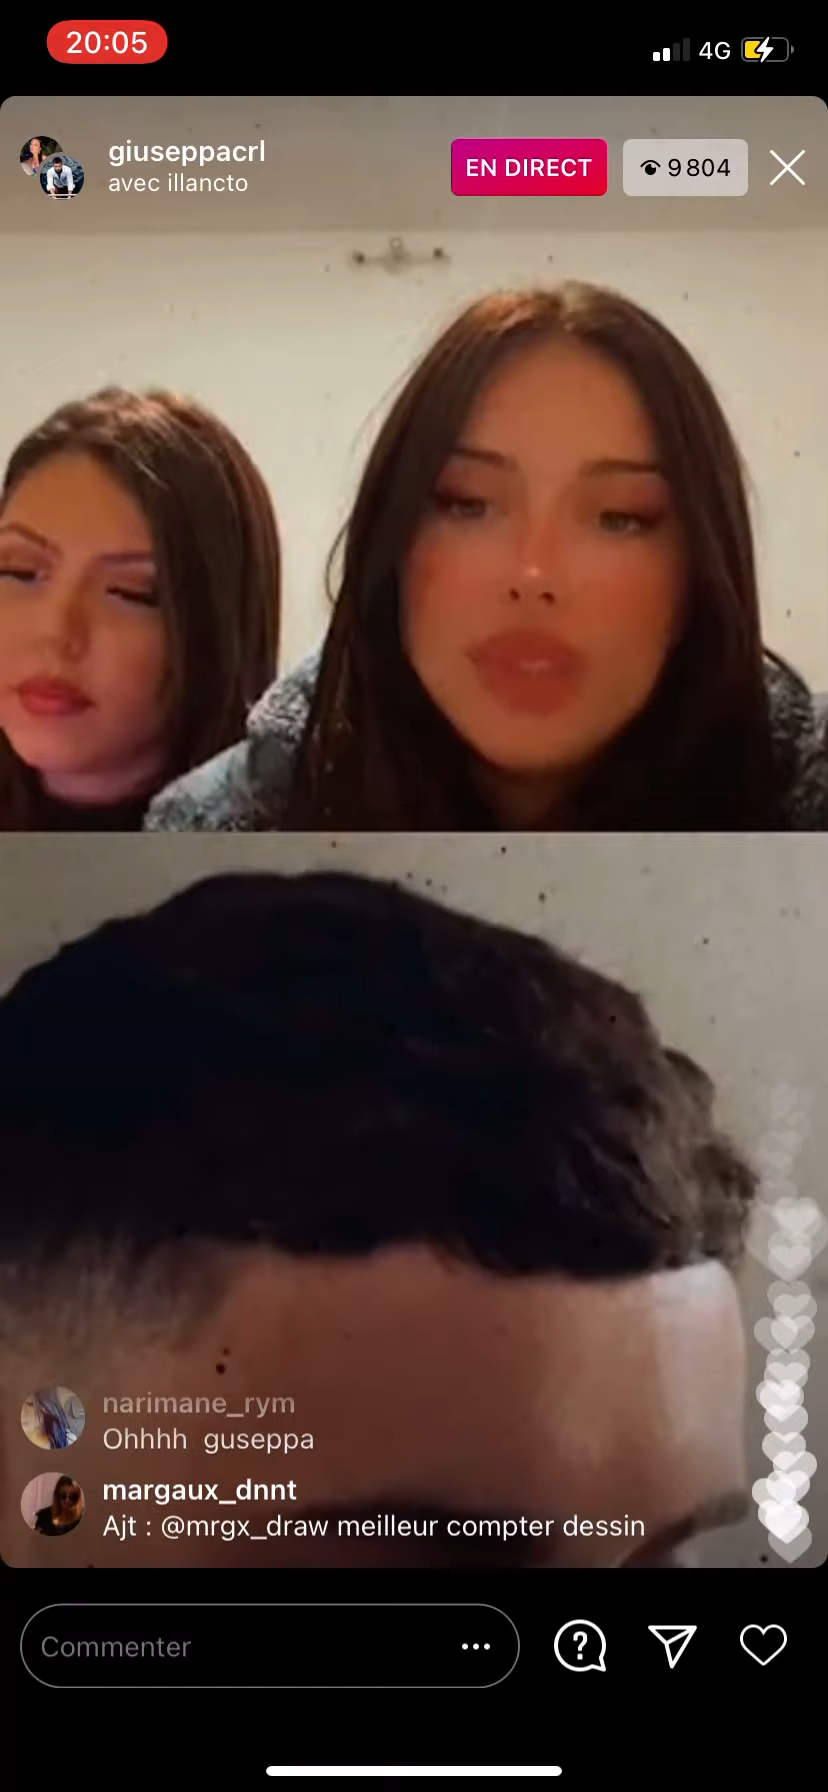 20:05
4G
giuseppacrl
avec illancto
EN DIRECT
9 804
narimane_rym
Ohhhh guseppa
margaux_dnnt
Ajt : @mrgx_draw meilleur compter dessin
Commenter